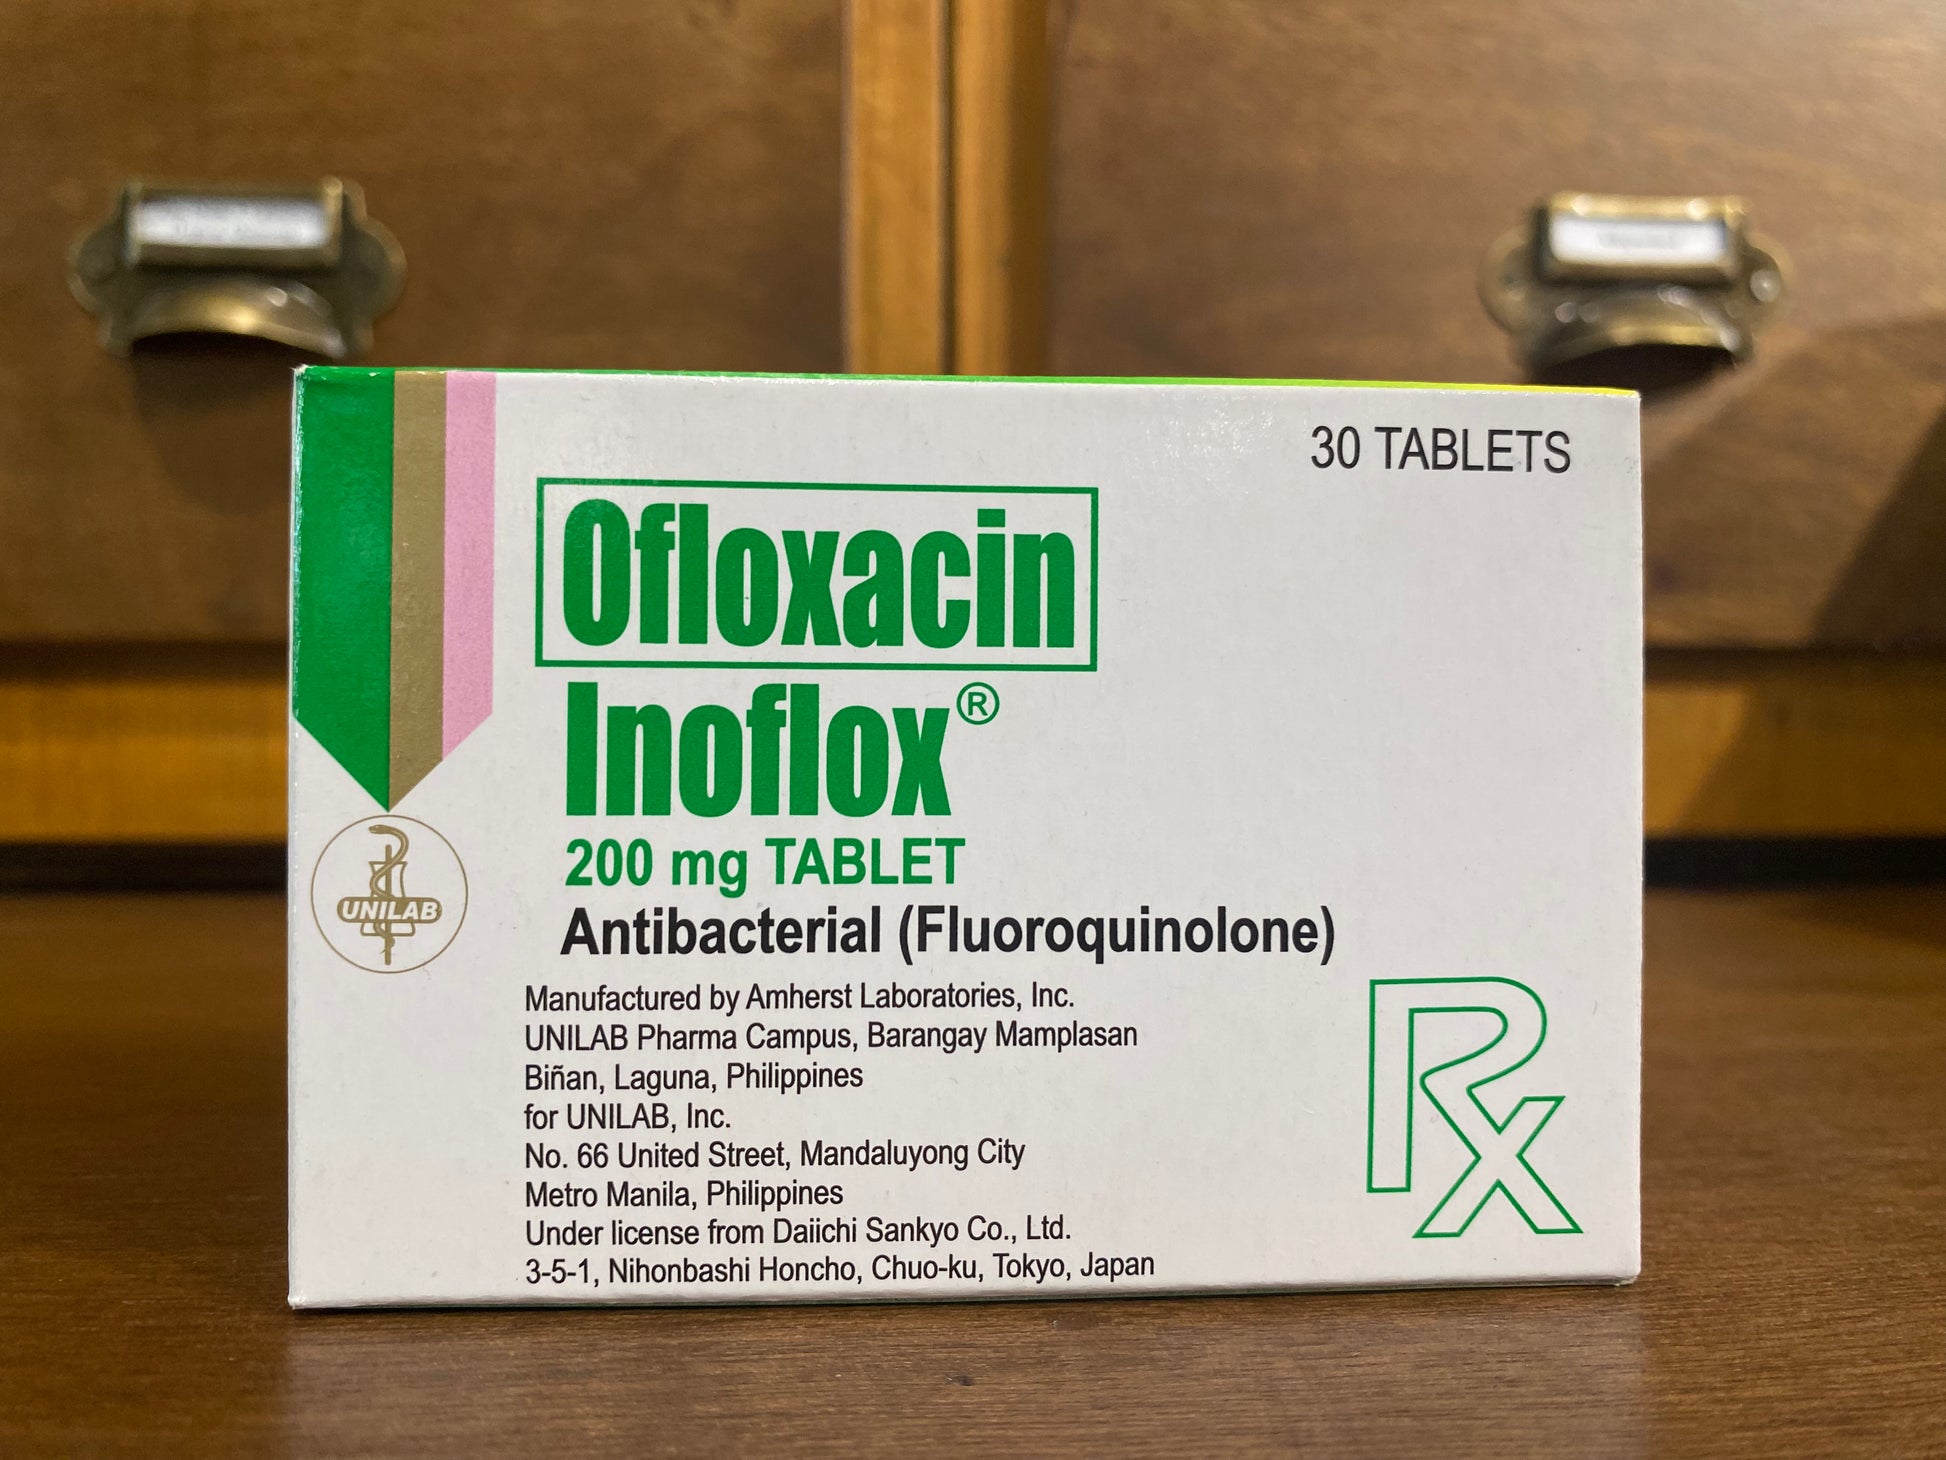 30 TABLETS
Ofloxacin
Inoflox®
200 mg TABLET
Antibacterial (Fluoroquinolone)
UNILAB
Manufactured by Amherst Laboratories, Inc.
UNILAB Pharma Campus, Barangay Mamplasan
Biñan, Laguna, Philippines
for UNILAB, Inc.
No. 66 United Street, Mandaluyong City
Metro Manila, Philippines
Under license from Daiichi Sankyo Co., Ltd.
3-5-1, Nihonbashi Honcho, Chuo-ku, Tokyo, Japan
Rx